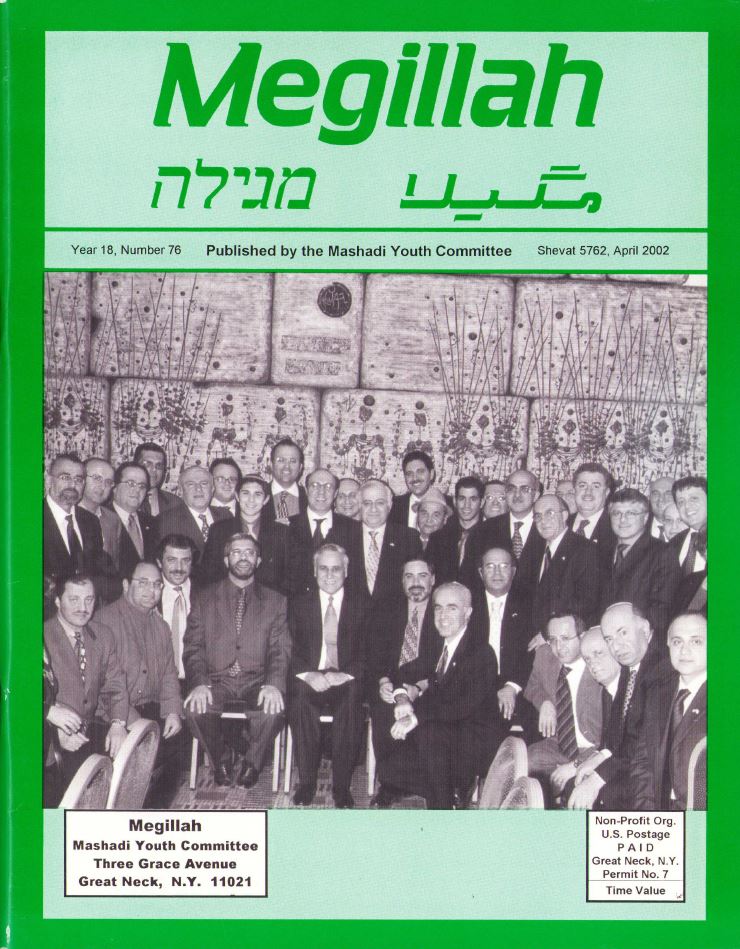 Megillah
מגילה مگیلا
Year 18, Number 76 Published by the Mashadi Youth Committee Shevat 5762, April 2002
Megillah
Mashadi Youth Committee
Three Grace Avenue
Great Neck, N.Y. 11021
Non-Profit Org.
U.S. Postage
P A I D
Great Neck, N.Y.
Permit No. 7
Time Value